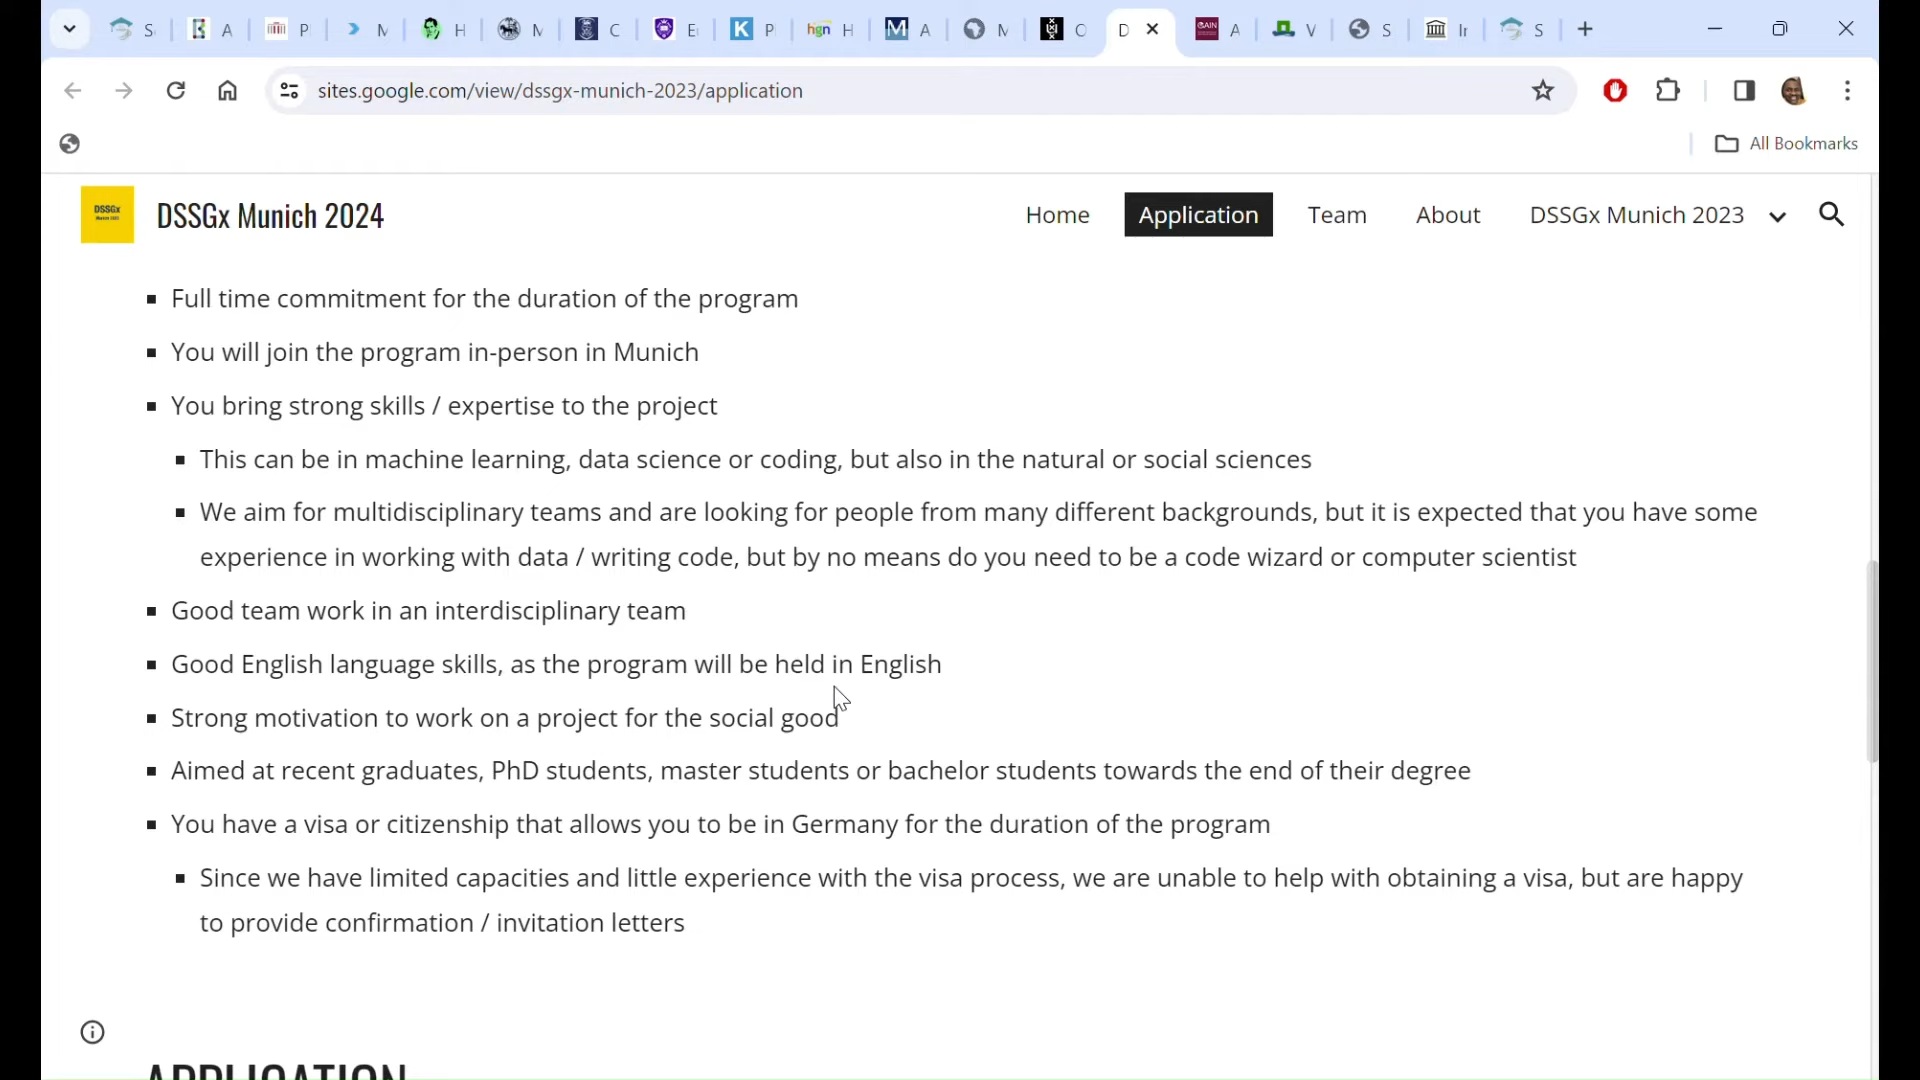 S A P M H M C E K P hgn H M A M C D CAIN A V S Ir S
sites.google.com/view/dssgx-munich-2023/application
All Bookmarks
DSSGx
DSSGx Munich 2024
Home Application Team About DSSGx Munich 2023
Full time commitment for the duration of the program
You will join the program in-person in Munich
You bring strong skills / expertise to the project
This can be in machine learning, data science or coding, but also in the natural or social sciences
We aim for multidisciplinary teams and are looking for people from many different backgrounds, but it is expected that you have some
experience in working with data / writing code, but by no means do you need to be a code wizard or computer scientist
Good team work in an interdisciplinary team
Good English language skills, as the program will be held in English
Strong motivation to work on a project for the social good
Aimed at recent graduates, PhD students, master students or bachelor students towards the end of their degree
You have a visa or citizenship that allows you to be in Germany for the duration of the program
Since we have limited capacities and little experience with the visa process, we are unable to help with obtaining a visa, but are happy
to provide confirmation / invitation letters
APPLICATION